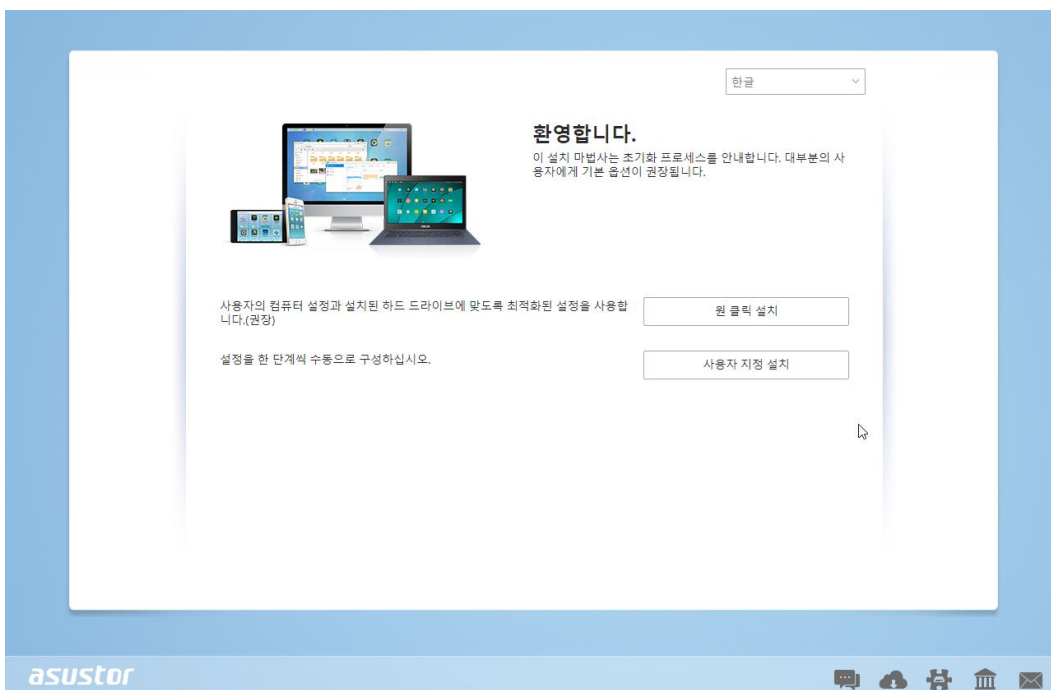 한글
환영합니다.
이 설치 마법사는 초기화 프로세스를 안내합니다. 대부분의 사
용자에게 기본 옵션이 권장됩니다.
사용자의 컴퓨터 설정과 설치된 하드 드라이브에 맞도록 최적화된 설정을 사용합
니다.(권장)
원 클릭 설치
설정을 한 단계씩 수동으로 구성하십시오.
사용자 지정 설치
asustor